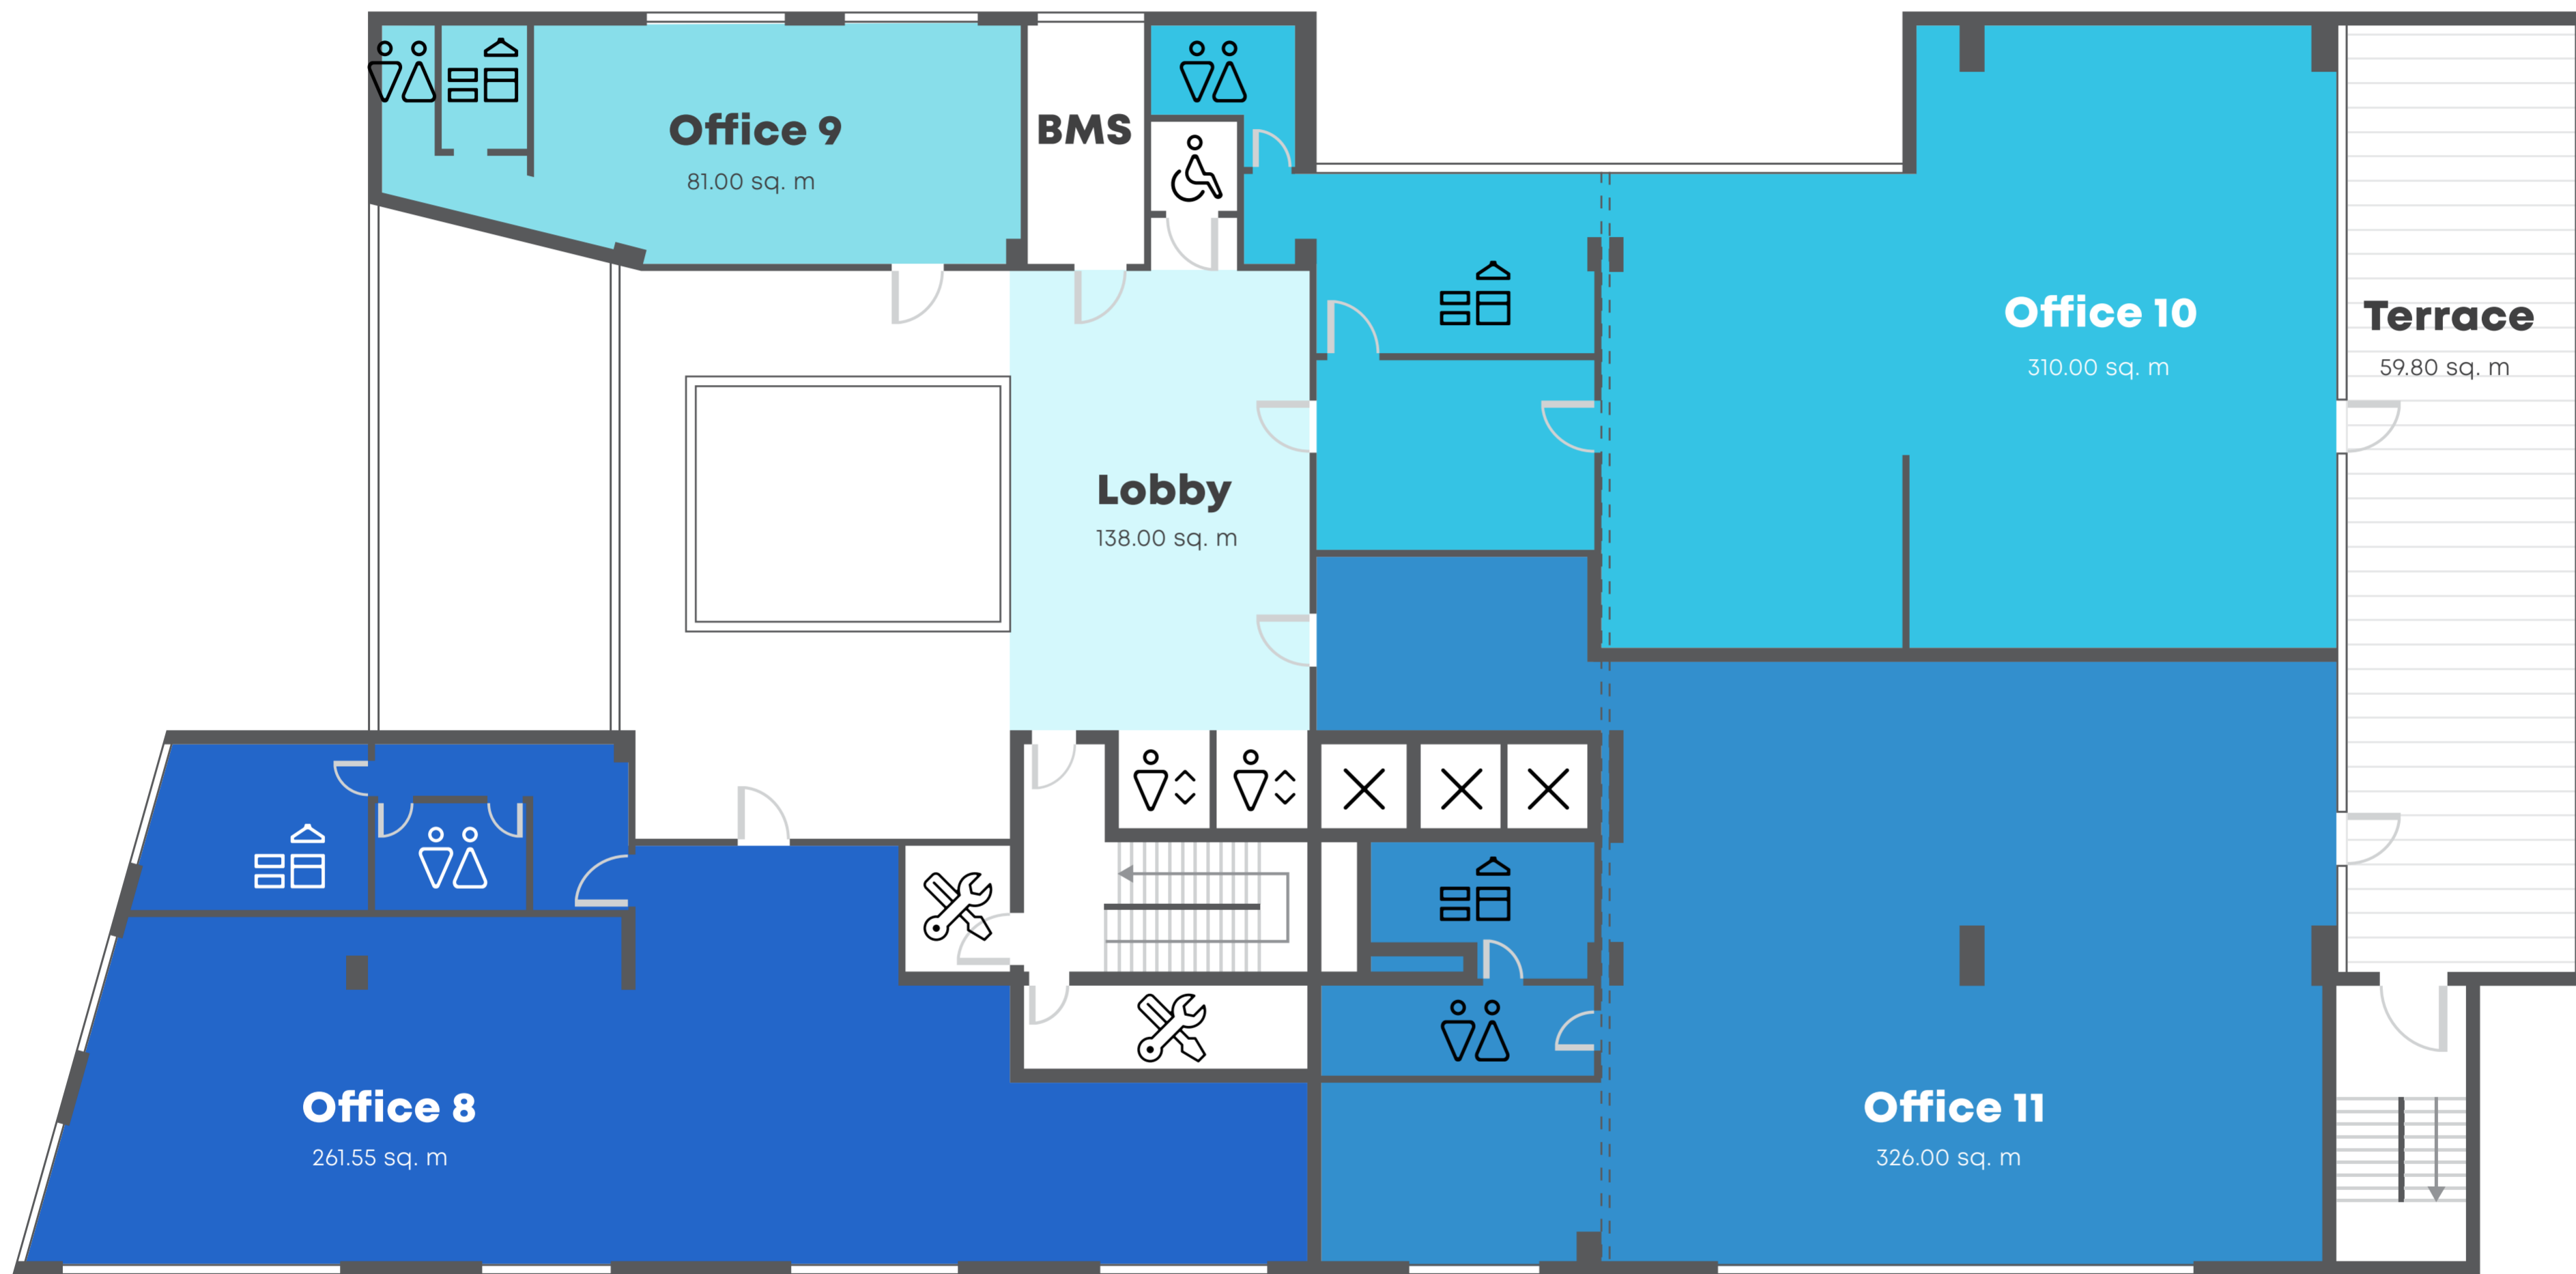 Office 9
81.00 sq. m
BMS
Office 10
310.00 sq. m
Terrace
59.80 sq. m
Lobby
138.00 sq. m
Office 8
261.55 sq. m
Office 11
326.00 sq. m